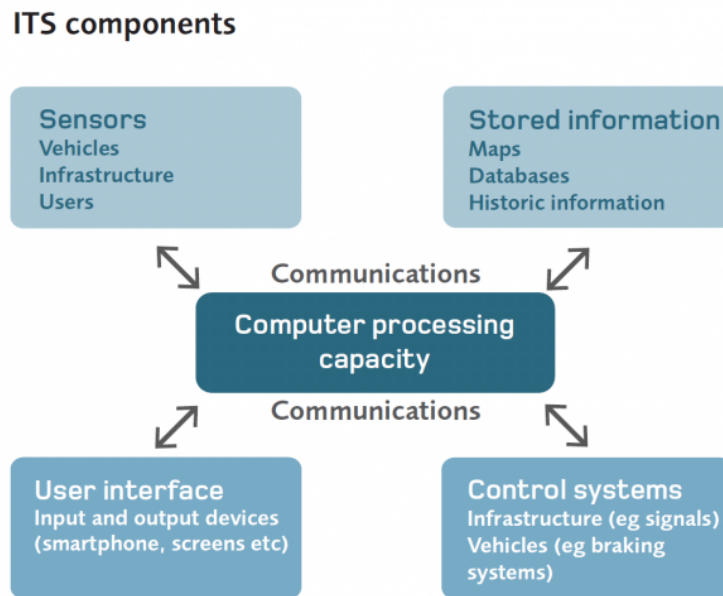 ITS components
Sensors
Vehicles
Infrastructure
Users
Stored information
Maps
Databases
Historic information
Communications
Computer processing
capacity
Communications
User interface
Input and output devices
(smartphone, screens etc)
Control systems
Infrastructure (eg signals)
Vehicles (eg braking
systems)